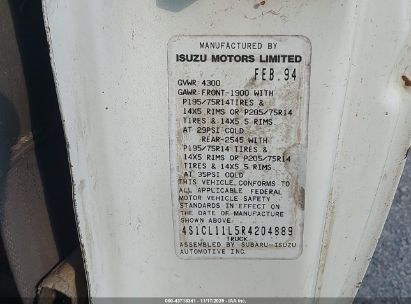 MANUFACTURED BY
ISUZU MOTORS LIMITED
FEB. 94
GVWR 4300
GAWR FRONT-1900 WITH
P195/75R14 TIRES &
14X5 RIMS OR P205/75R14
TIRES & 14X5.5 RIMS
AT 29PSI COLD
REAR-2545 WITH
P195/75R14 TIRES &
14X5 RIMS OR P205/75R14
TIRES & 14X5.5 RIMS
AT 35PSI COLD
THIS VEHICLE CONFORMS TO
ALL APPLICABLE FEDERAL
MOTOR VEHICLE SAFETY
STANDARDS IN EFFECT ON
THE DATE OF MANUFACTURE
SHOWN ABOVE.
4S1CL11L5R4204889
TRUCK
ASSEMBLED BY SUBARU-ISUZU
AUTOMOTIVE INC.